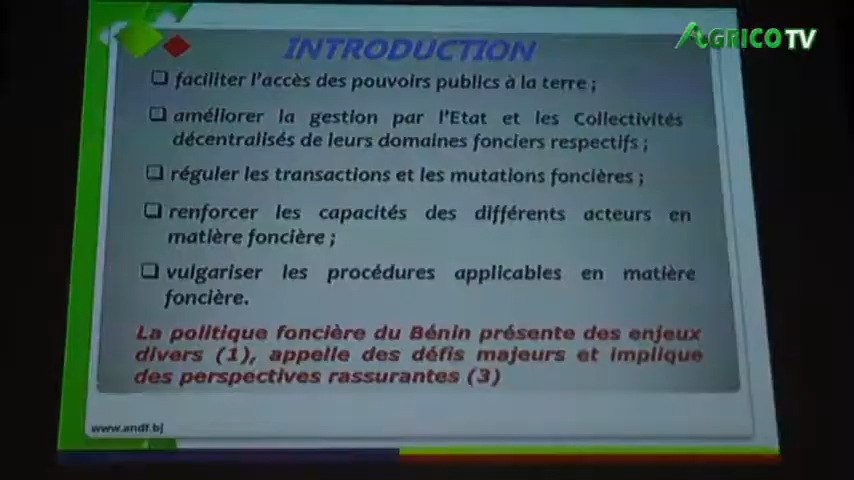 AGRICOTV
INTRODUCTION
❑ faciliter l'accès des pouvoirs publics à la terre ;
❑ améliorer la gestion par l'Etat et les Collectivités
décentralisés de leurs domaines fonciers respectifs ;
❑ réguler les transactions et les mutations foncières ;
❑ renforcer les capacités des différents acteurs en
matière foncière ;
❑ vulgariser les procédures applicables en matière
foncière.
La politique foncière du Bénin présente des enjeux
divers (1), appelle des défis majeurs et implique
des perspectives rassurantes (3)
www.andf.bj